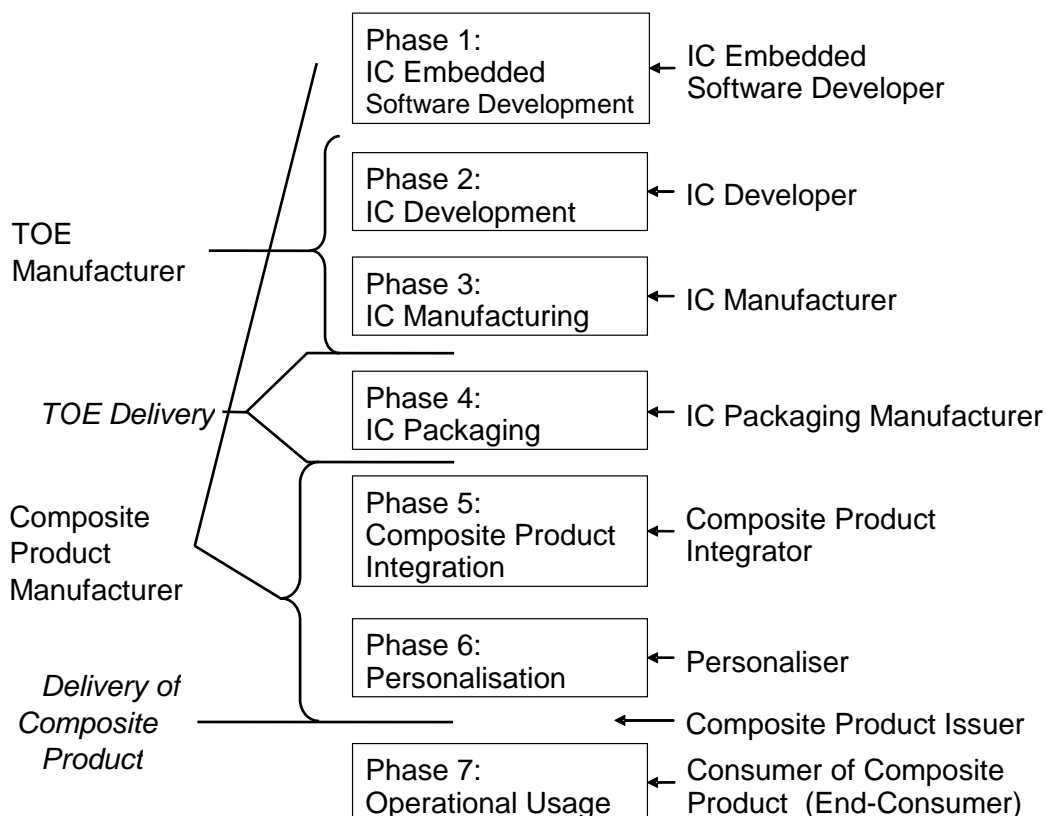 Phase 1:
IC Embedded
Software Development
IC Embedded
Software Developer
Phase 2:
IC Development
IC Developer
TOE
Manufacturer
Phase 3:
IC Manufacturing
IC Manufacturer
TOE Delivery
Phase 4:
IC Packaging
IC Packaging Manufacturer
Composite
Product
Manufacturer
Phase 5:
Composite Product
Integration
Composite Product
Integrator
Phase 6:
Personalisation
Personaliser
Delivery of
Composite
Product
Composite Product Issuer
Phase 7:
Operational Usage
Consumer of Composite
Product (End-Consumer)